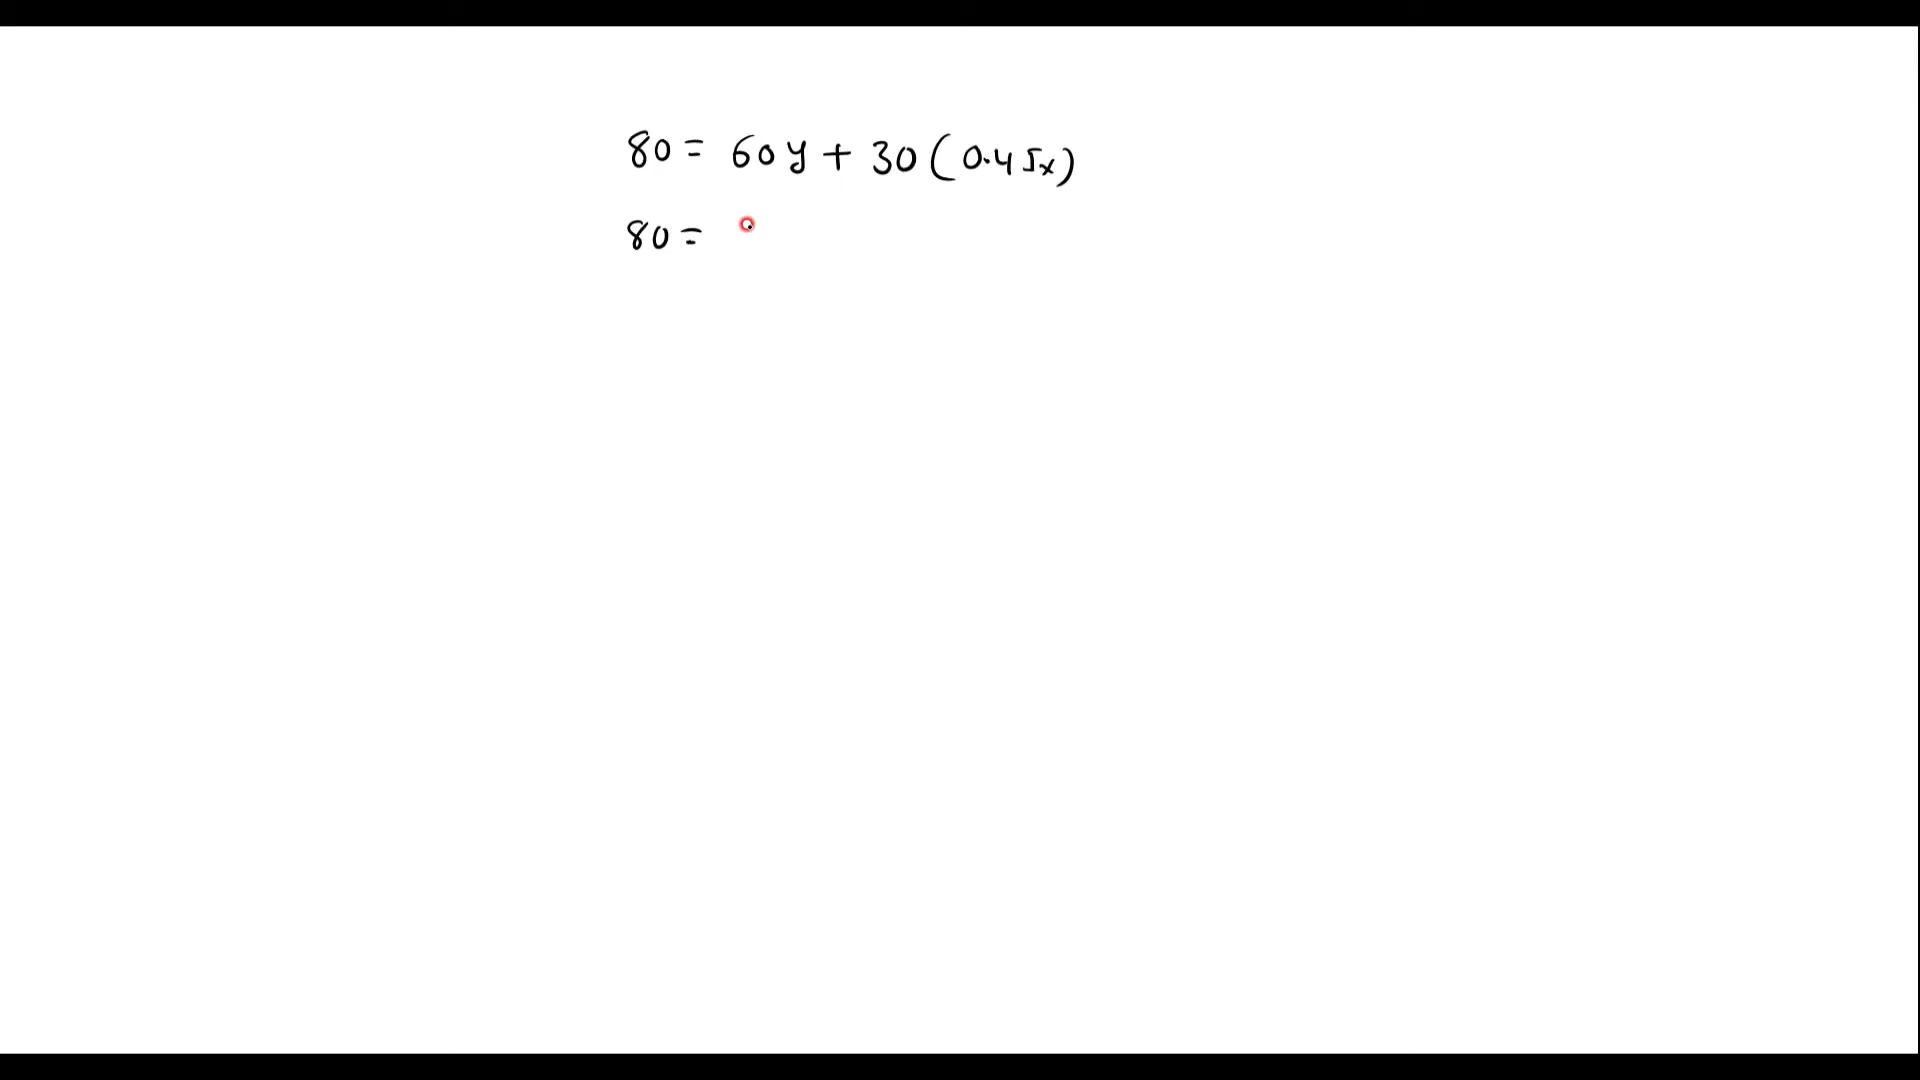 80 = 60y + 30(0.45x)
80 =